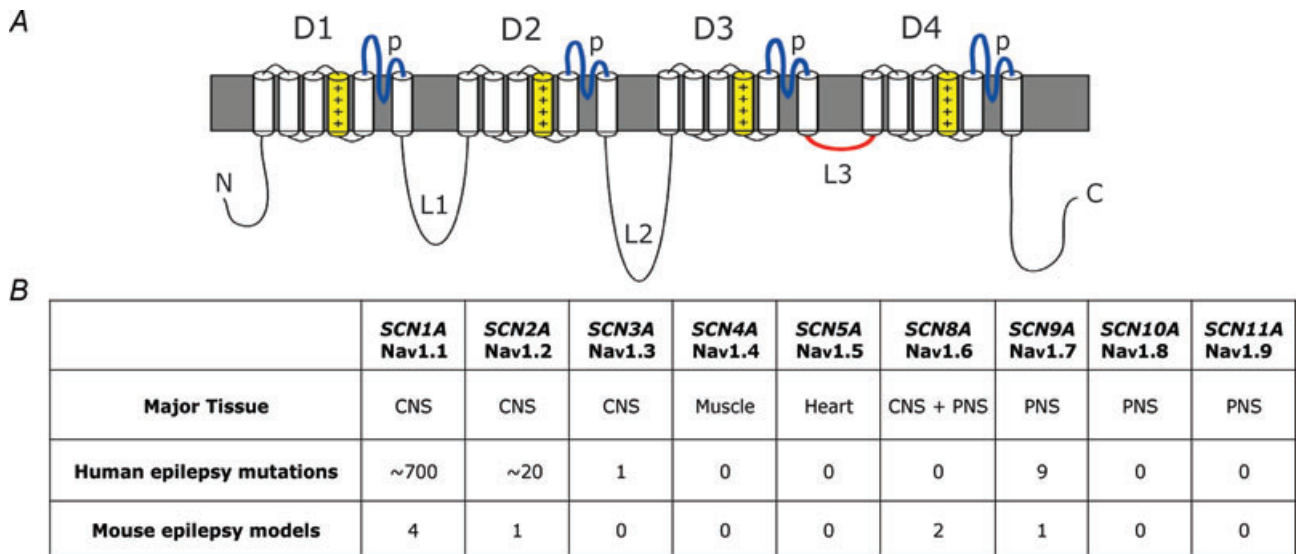 A
D1 D2 D3 D4
p p p p
++++ ++++ ++++ ++++
N L1 L2 L3 C
B
SCN1A Nav1.1 SCN2A Nav1.2 SCN3A Nav1.3 SCN4A Nav1.4 SCN5A Nav1.5 SCN8A Nav1.6 SCN9A Nav1.7 SCN10A Nav1.8 SCN11A Nav1.9
Major Tissue CNS CNS CNS Muscle Heart CNS + PNS PNS PNS PNS
Human epilepsy mutations ~700 ~20 1 0 0 0 9 0 0
Mouse epilepsy models 4 1 0 0 0 2 1 0 0